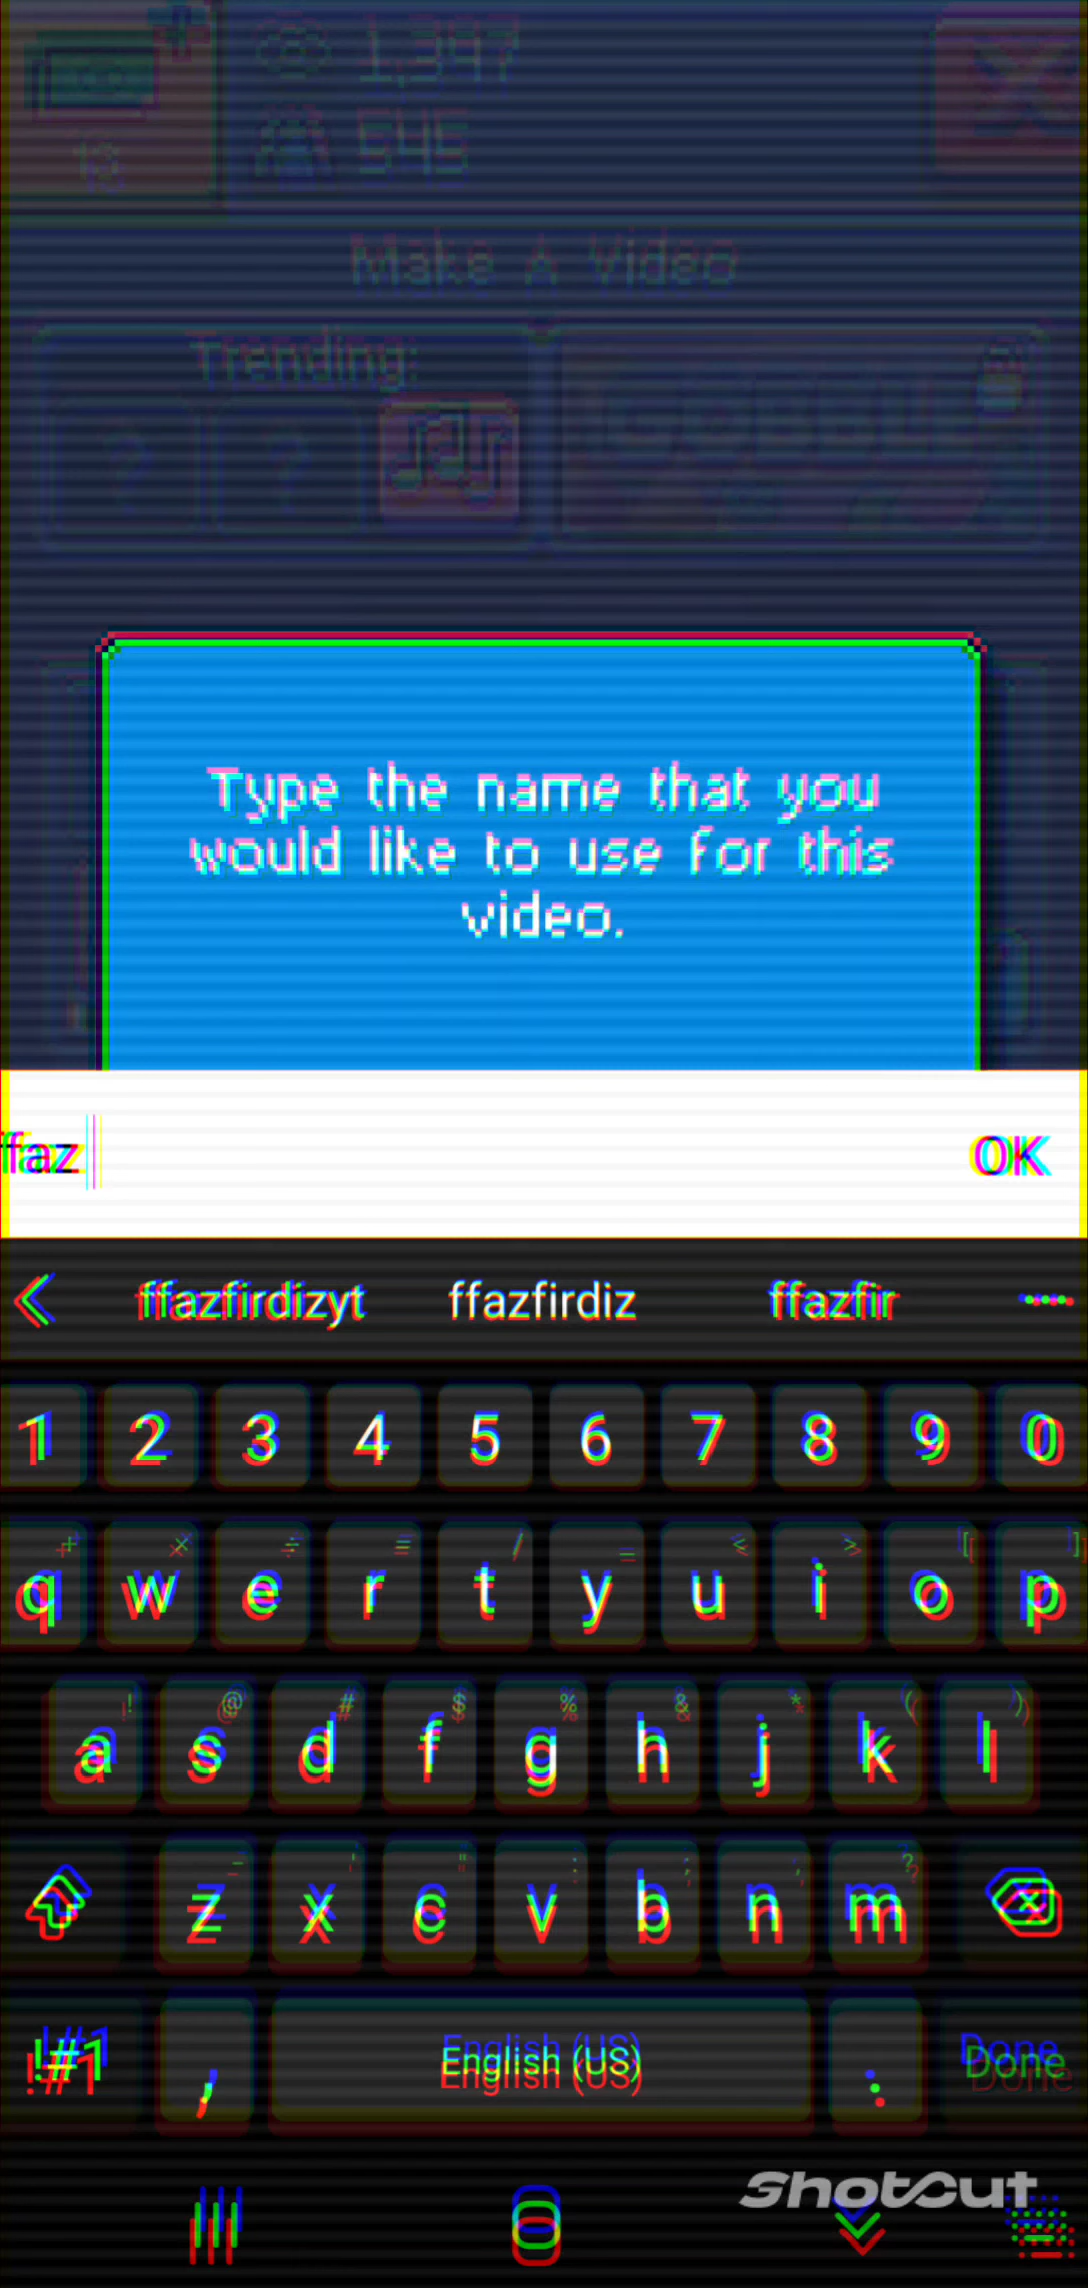 1,397
13
545
Make A Video
Trending:
? ?
Type the name that you
would like to use for this
video.
ffaz
OK
ffazfirdizyt ffazfirdiz ffazfir
1 2 3 4 5 6 7 8 9 0
+ × ÷ = / _ < > [ ]
q w e r t y u i o p
! @ # $ % & * ( )
a s d f g h j k l
- ' " : ; , ?
z x c v b n m
!#1 , English (US) . Done
ShotCut